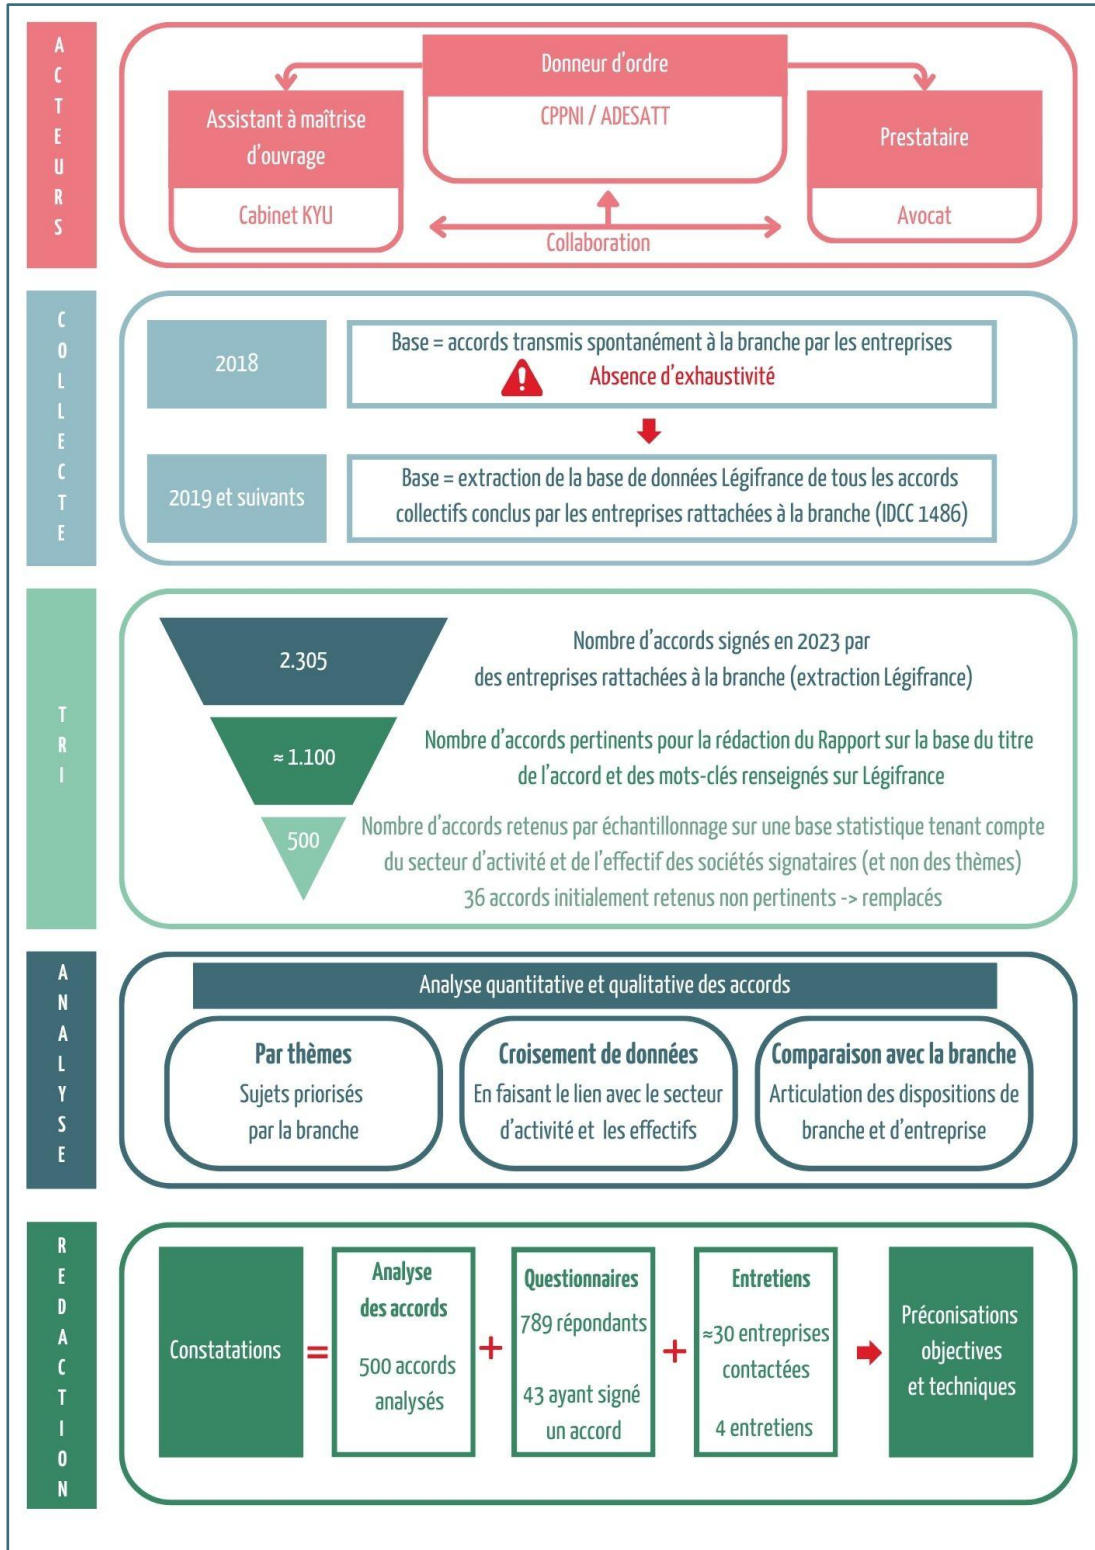 ACTEURS
Donneur d'ordre
CPPNI / ADESATT
Assistant à maîtrise
d'ouvrage
Cabinet KYU
Prestataire
Avocat
Collaboration
COLLECTE
2018
Base = accords transmis spontanément à la branche par les entreprises
Absence d'exhaustivité
2019 et suivants
Base = extraction de la base de données Légifrance de tous les accords
collectifs conclus par les entreprises rattachées à la branche (IDCC 1486)
TRI
2.305
Nombre d'accords signés en 2023 par
des entreprises rattachées à la branche (extraction Légifrance)
≈ 1.100
Nombre d'accords pertinents pour la rédaction du Rapport sur la base du titre
de l'accord et des mots-clés renseignés sur Légifrance
500
Nombre d'accords retenus par échantillonnage sur une base statistique tenant compte
du secteur d'activité et de l'effectif des sociétés signataires (et non des thèmes)
36 accords initialement retenus non pertinents -> remplacés
ANALYSE
Analyse quantitative et qualitative des accords
Par thèmes
Sujets priorisés
par la branche
Croisement de données
En faisant le lien avec le secteur
d'activité et les effectifs
Comparaison avec la branche
Articulation des dispositions de
branche et d'entreprise
REDACTION
Constatations
=
Analyse
des accords
500 accords
analysés
+
Questionnaires
789 répondants
43 ayant signé
un accord
+
Entretiens
≈30 entreprises
contactées
4 entretiens
Préconisations
objectives
et techniques